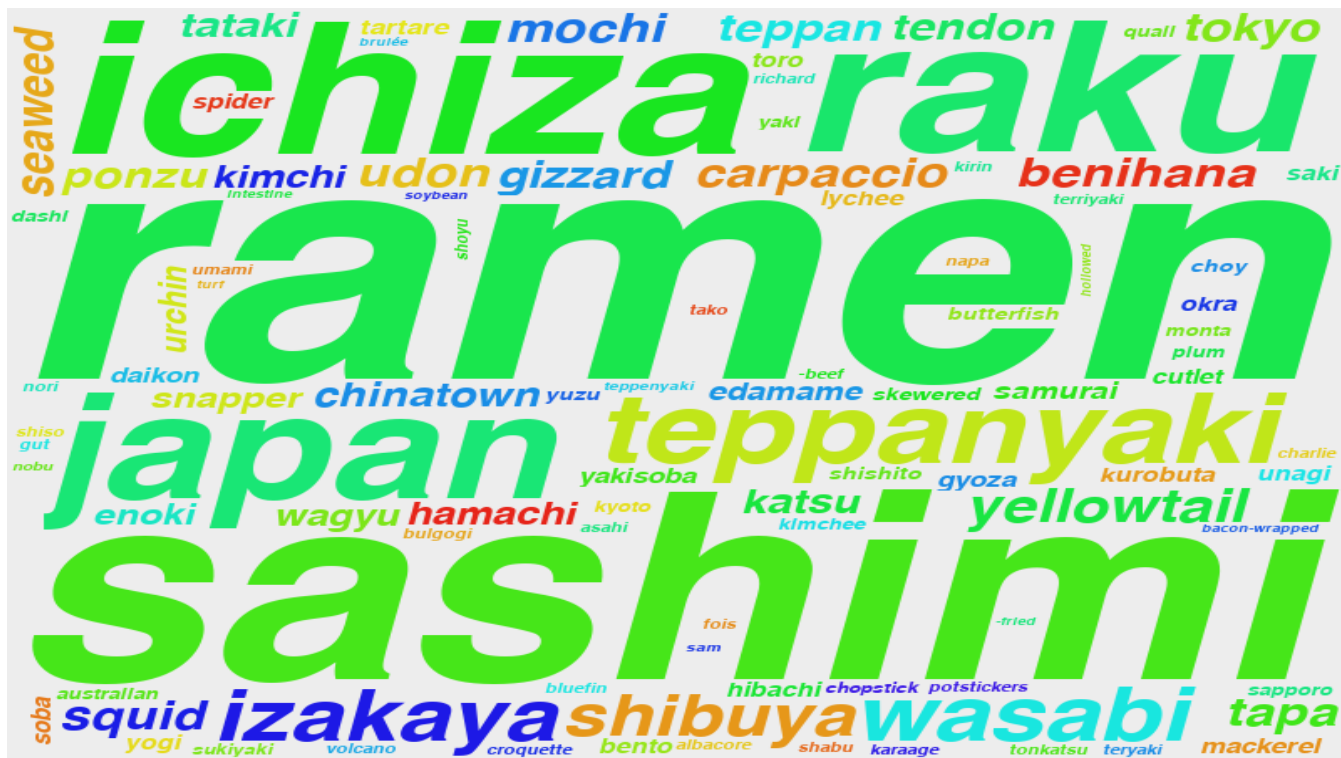 seaweed
tataki tartare brulée mochi teppan tendon quail tokyo
ichiza raku
toro richard yaki
spider
ponzu kimchi udon gizzard carpaccio kirin benihana saki
intestine soybean lychee terriyaki
dashi
ramen
shoyu
hollowed
urchin
umami turf
napa choy
tako butterfish okra
monta
plum
nori daikon -beef cutlet
snapper chinatown yuzu teppenyaki edamame skewered samurai
japan teppanyaki
shiso gut nobu
charlie
yakisoba shishito gyoza kurobuta unagi
enoki wagyu hamachi kyoto katsu yellowtail
bulgogi asahi kimchee bacon-wrapped
sashimi
fois sam -fried
soba
australian bluefin hibachi chopstick potstickers sapporo
squid izakaya shibuya wasabi tapa
yogi sukiyaki volcano croquette bento albacore shabu karaage tonkatsu teryaki mackerel